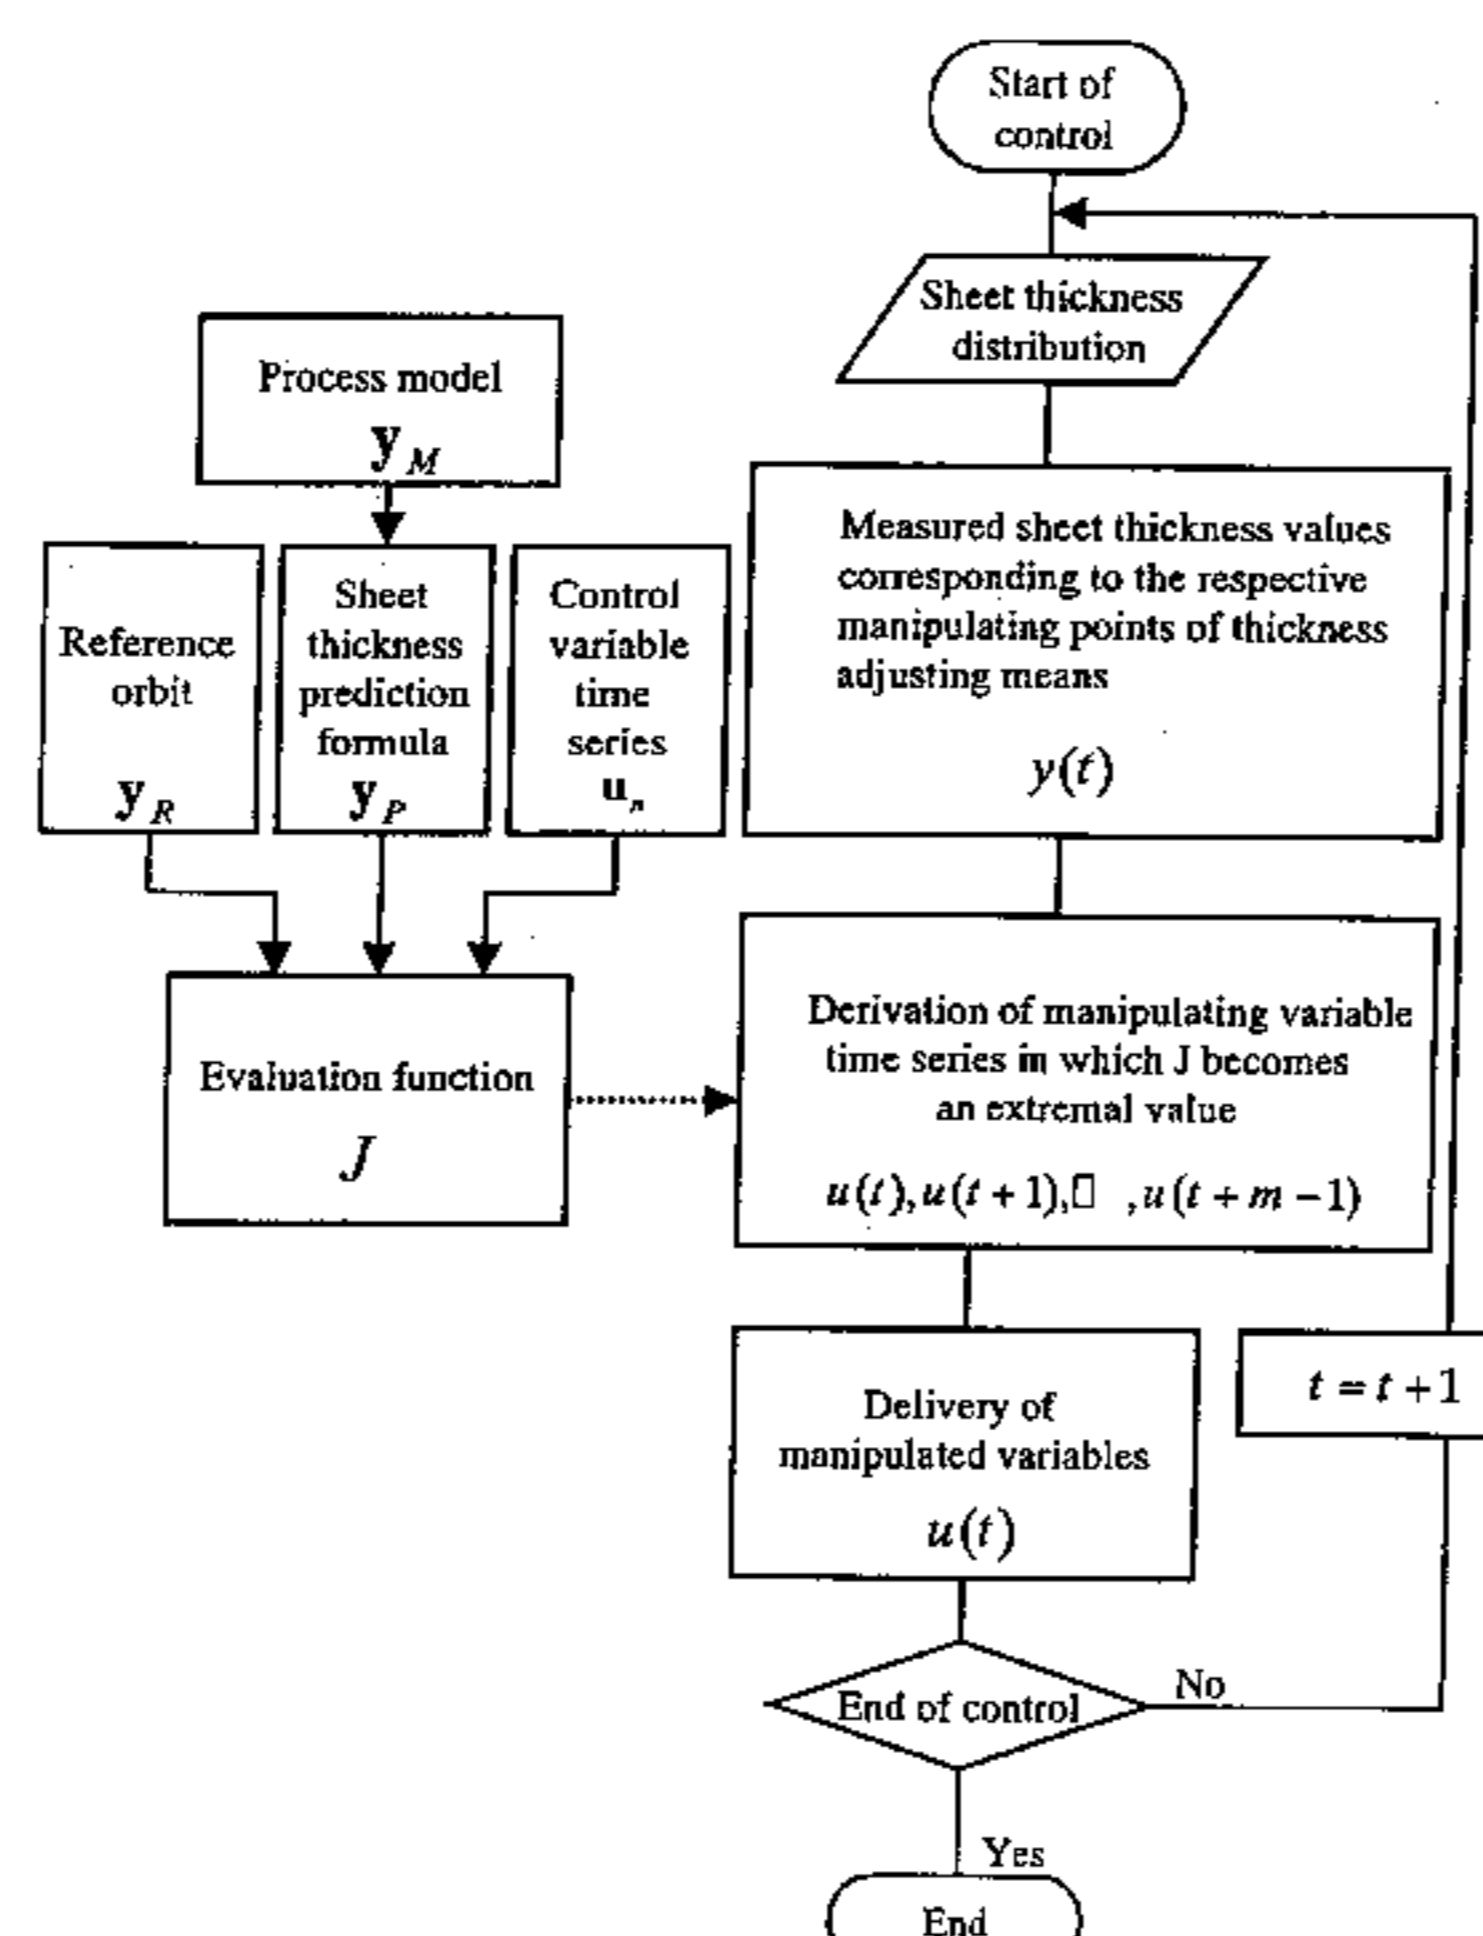 Start of
control
Sheet thickness
distribution
Process model
y_M
Reference
orbit
y_R
Sheet
thickness
prediction
formula
y_P
Control
variable
time
series
u_n
Measured sheet thickness values
corresponding to the respective
manipulating points of thickness
adjusting means
y(t)
Evaluation function
J
Derivation of manipulating variable
time series in which J becomes
an extremal value
u(t), u(t + 1),□ , u(t + m − 1)
Delivery of
manipulated variables
u(t)
t = t + 1
End of control
No
Yes
End